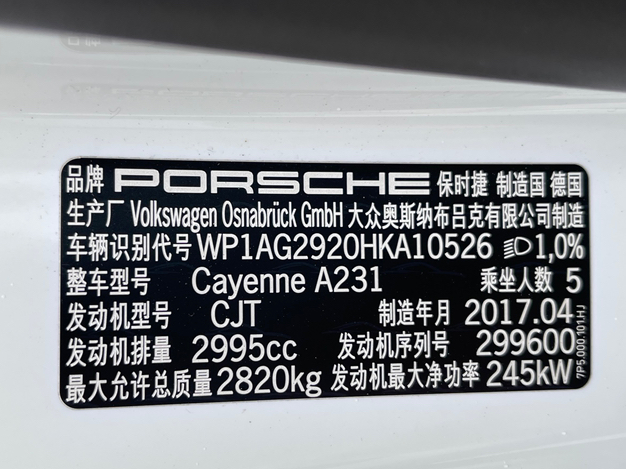 品牌 PORSCHE 保时捷 制造国 德国
生产厂 Volkswagen Osnabrück GmbH 大众奥斯纳布吕克有限公司制造
车辆识别代号 WP1AG2920HKA10526 1,0%
整车型号 Cayenne A231 乘坐人数 5
发动机型号 CJT 制造年月 2017.04
发动机排量 2995cc 发动机序列号 299600
最大允许总质量 2820kg 发动机最大净功率 245kW
7P5.000.101.HJ